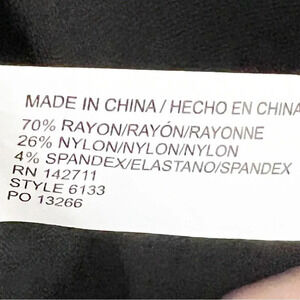 MADE IN CHINA / HECHO EN CHINA
70% RAYON/RAYÓN/RAYONNE
26% NYLON/NYLON/NYLON
4% SPANDEX/ELASTANO/SPANDEX
RN 142711
STYLE 6133
PO 13266